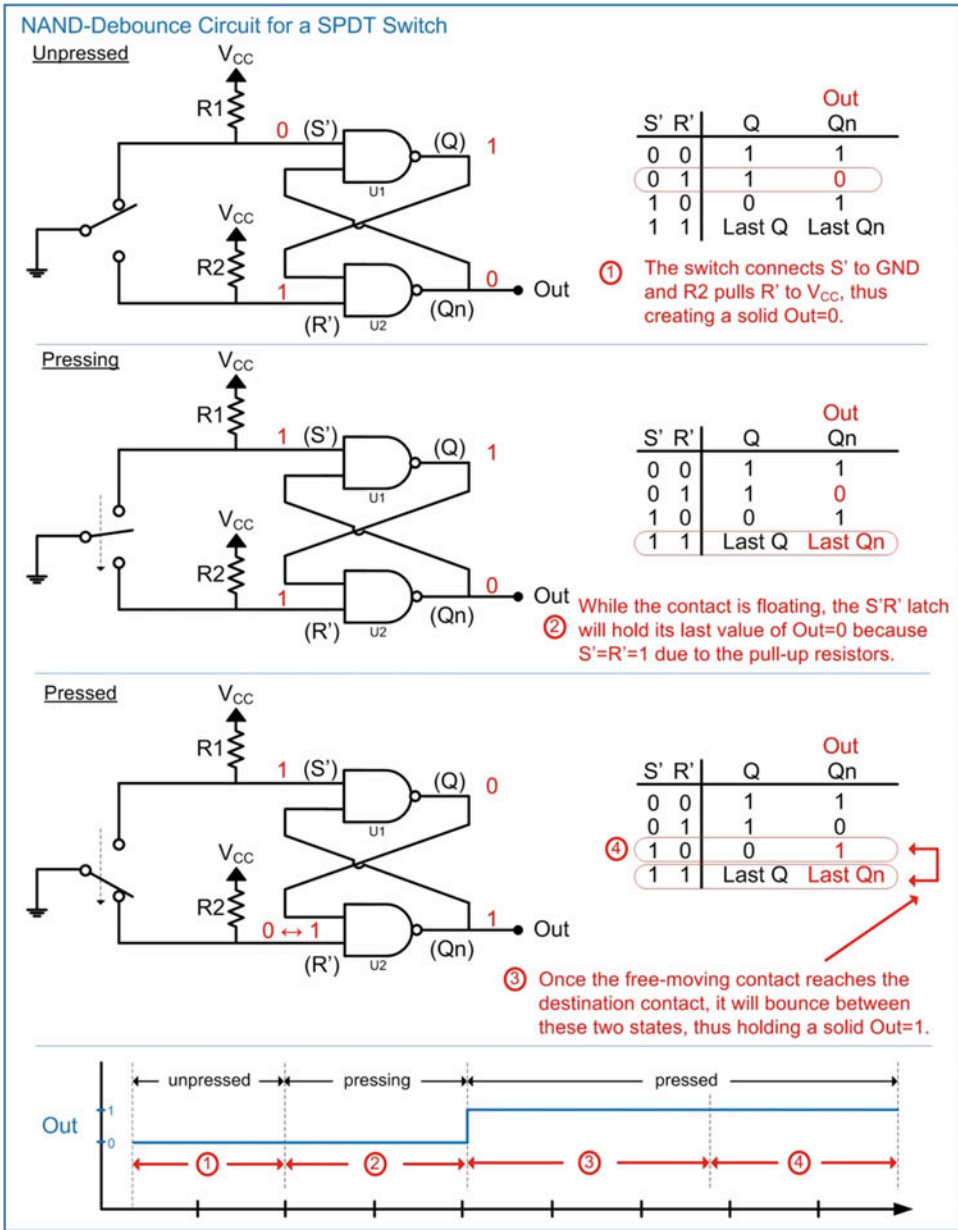 NAND-Debounce Circuit for a SPDT Switch
Unpressed
VCC
R1
0 (S’)
(Q) 1
U1
VCC
R2
1
(R’)
U2
0
(Qn)
Out
Out
S’ R’ Q Qn
0 0 1 1
0 1 1 0
1 0 0 1
1 1 Last Q Last Qn
① The switch connects S’ to GND
and R2 pulls R’ to VCC, thus
creating a solid Out=0.
Pressing
VCC
R1
1 (S’)
(Q) 1
U1
VCC
R2
1
(R’)
U2
0
(Qn)
Out
Out
S’ R’ Q Qn
0 0 1 1
0 1 1 0
1 0 0 1
1 1 Last Q Last Qn
While the contact is floating, the S’R’ latch
② will hold its last value of Out=0 because
S’=R’=1 due to the pull-up resistors.
Pressed
VCC
R1
1 (S’)
(Q) 0
U1
VCC
R2
0 ↔ 1
(R’)
U2
1
(Qn)
Out
Out
S’ R’ Q Qn
0 0 1 1
0 1 1 0
④ 1 0 0 1
1 1 Last Q Last Qn
③ Once the free-moving contact reaches the
destination contact, it will bounce between
these two states, thus holding a solid Out=1.
unpressed pressing pressed
Out
1
0
① ② ③ ④